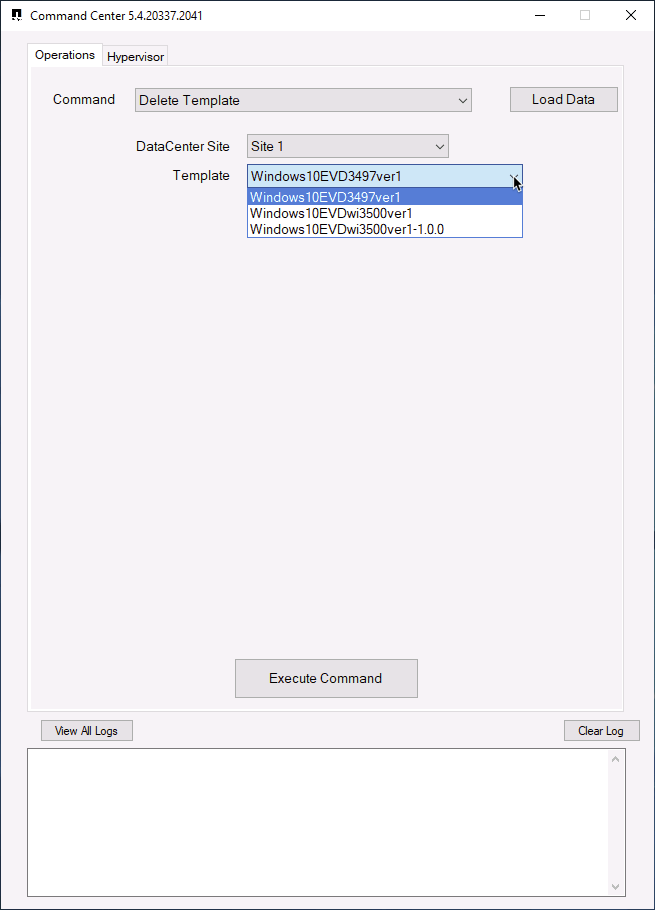 Command Center 5.4.20337.2041
Operations Hypervisor
Command Delete Template Load Data
DataCenter Site Site 1
Template Windows10EVD3497ver1
Windows10EVD3497ver1
Windows10EVDwi3500ver1
Windows10EVDwi3500ver1-1.0.0
Execute Command
View All Logs Clear Log